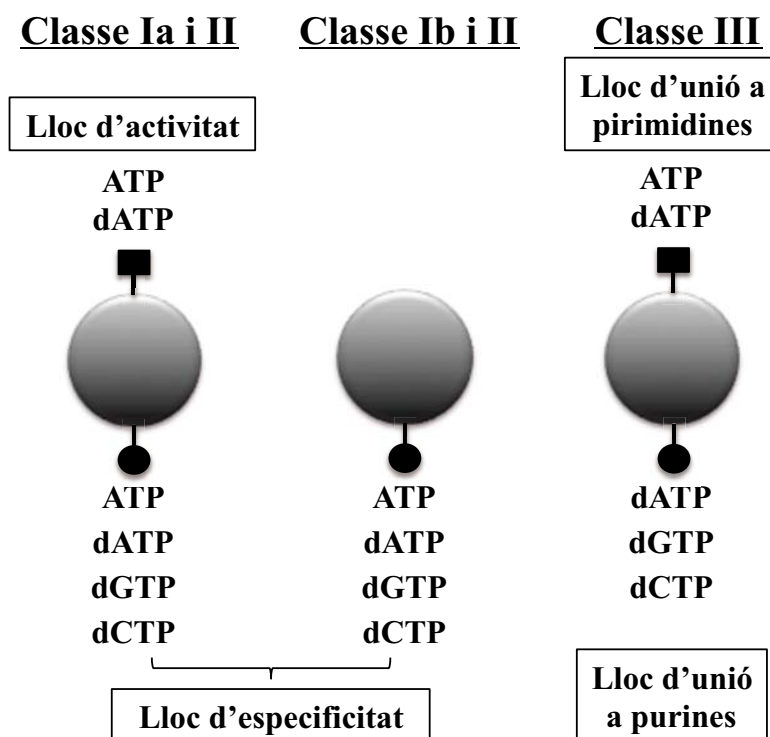 Classe Ia i II
Lloc d'activitat
ATP
dATP
ATP
dATP
dGTP
dCTP
Classe Ib i II
ATP
dATP
dGTP
dCTP
Lloc d'especificitat
Classe III
Lloc d'unió a
pirimidines
ATP
dATP
dATP
dGTP
dCTP
Lloc d'unió
a purines